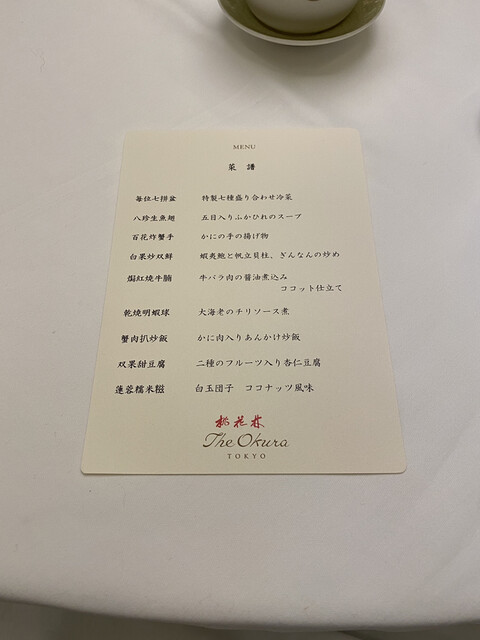 MENU
菜譜
每位七拼盆 特製七種盛り合わせ冷菜
八珍生魚翅 五目入りふかひれのスープ
百花炸蟹手 かにの手の揚げ物
白果炒双鮮 蝦夷鮑と帆立貝柱、ぎんなんの炒め
焗紅燒牛腩 牛バラ肉の醤油煮込み
ココット仕立て
乾燒明蝦球 大海老のチリソース煮
蟹肉扒炒飯 かに肉入りあんかけ炒飯
双果甜豆腐 二種のフルーツ入り杏仁豆腐
蓮蓉糯米糍 白玉団子 ココナッツ風味
桃花林
The Okura
TOKYO